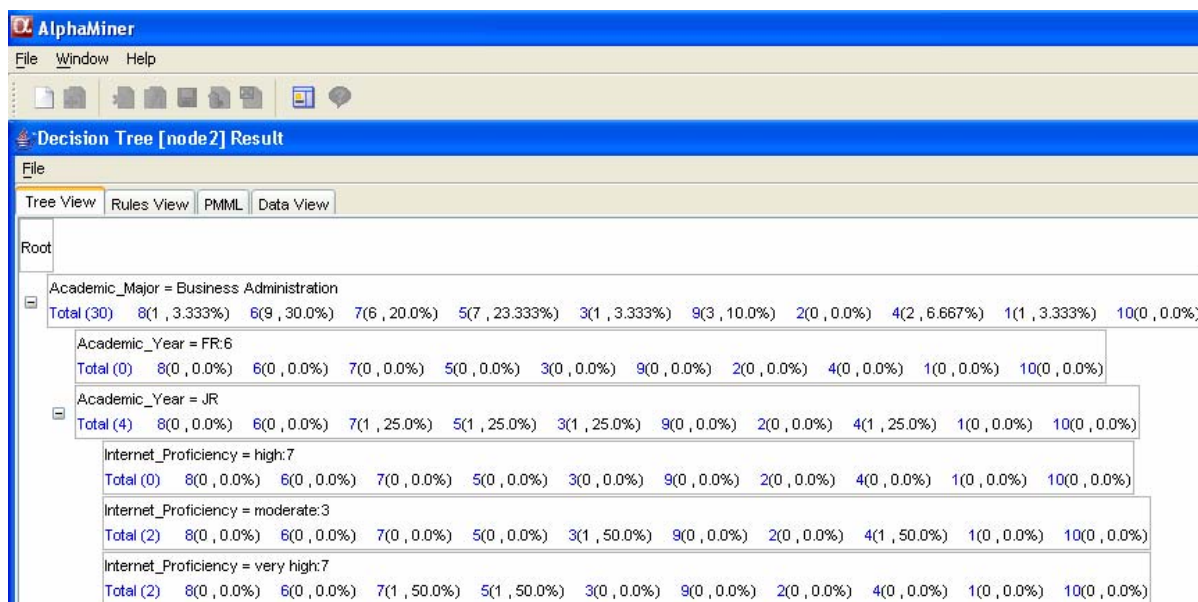 AlphaMiner
File Window Help
Decision Tree [node2] Result
File
Tree View Rules View PMML Data View
Root
Academic_Major = Business Administration
Total (30) 8(1 , 3.333%) 6(9 , 30.0%) 7(6 , 20.0%) 5(7 , 23.333%) 3(1 , 3.333%) 9(3 , 10.0%) 2(0 , 0.0%) 4(2 , 6.667%) 1(1 , 3.333%) 10(0 , 0.0%)
Academic_Year = FR:6
Total (0) 8(0 , 0.0%) 6(0 , 0.0%) 7(0 , 0.0%) 5(0 , 0.0%) 3(0 , 0.0%) 9(0 , 0.0%) 2(0 , 0.0%) 4(0 , 0.0%) 1(0 , 0.0%) 10(0 , 0.0%)
Academic_Year = JR
Total (4) 8(0 , 0.0%) 6(0 , 0.0%) 7(1 , 25.0%) 5(1 , 25.0%) 3(1 , 25.0%) 9(0 , 0.0%) 2(0 , 0.0%) 4(1 , 25.0%) 1(0 , 0.0%) 10(0 , 0.0%)
Internet_Proficiency = high:7
Total (0) 8(0 , 0.0%) 6(0 , 0.0%) 7(0 , 0.0%) 5(0 , 0.0%) 3(0 , 0.0%) 9(0 , 0.0%) 2(0 , 0.0%) 4(0 , 0.0%) 1(0 , 0.0%) 10(0 , 0.0%)
Internet_Proficiency = moderate:3
Total (2) 8(0 , 0.0%) 6(0 , 0.0%) 7(0 , 0.0%) 5(0 , 0.0%) 3(1 , 50.0%) 9(0 , 0.0%) 2(0 , 0.0%) 4(1 , 50.0%) 1(0 , 0.0%) 10(0 , 0.0%)
Internet_Proficiency = very high:7
Total (2) 8(0 , 0.0%) 6(0 , 0.0%) 7(1 , 50.0%) 5(1 , 50.0%) 3(0 , 0.0%) 9(0 , 0.0%) 2(0 , 0.0%) 4(0 , 0.0%) 1(0 , 0.0%) 10(0 , 0.0%)